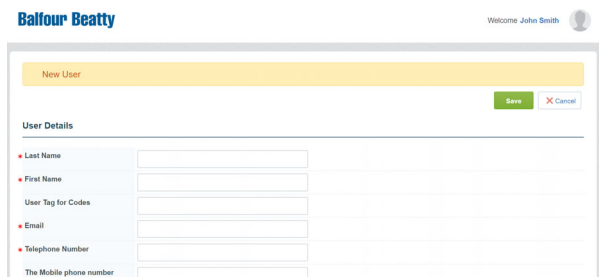 Balfour Beatty
Welcome John Smith
New User
Save
Cancel
User Details
* Last Name
* First Name
User Tag for Codes
* Email
* Telephone Number
The Mobile phone number